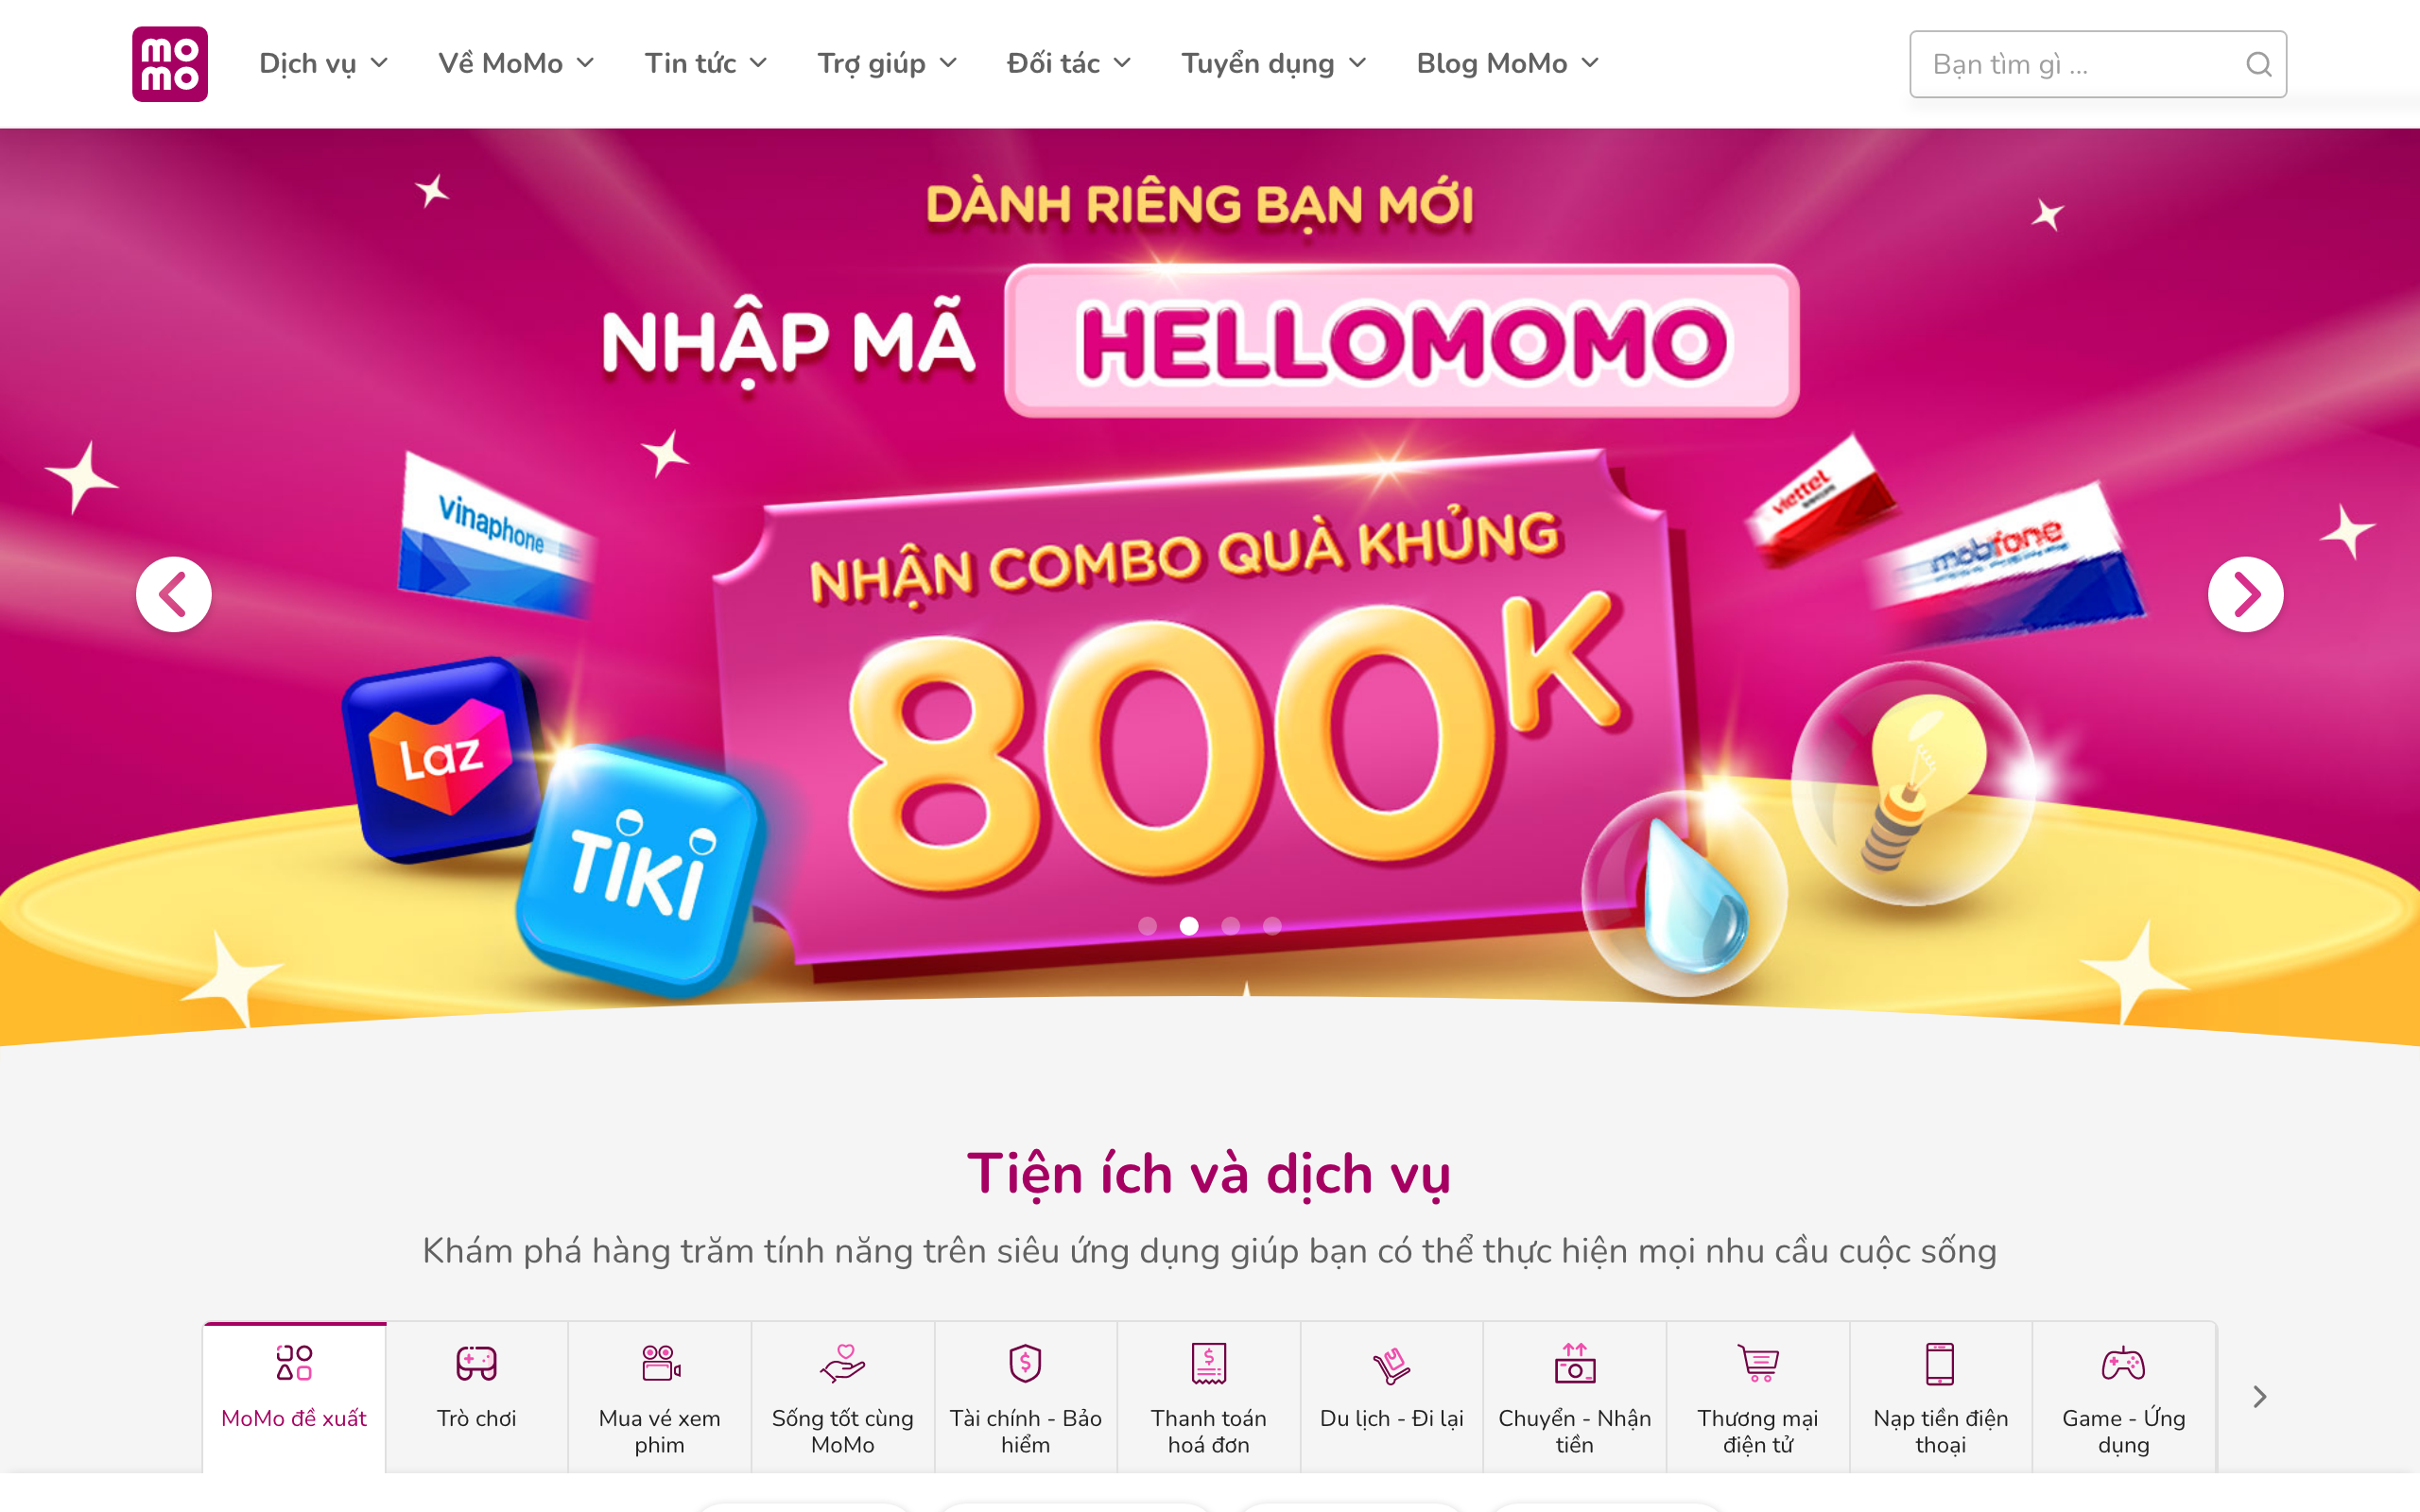 mo
mo
Dịch vụ
Về MoMo
Tin tức
Trợ giúp
Đối tác
Tuyển dụng
Blog MoMo
Bạn tìm gì ...
DÀNH RIÊNG BẠN MỚI
NHẬP MÃ HELLOMOMO
vinaphone
viettel
mobifone
NHẬN COMBO QUÀ KHỦNG
800K
Laz
TIKI
Tiện ích và dịch vụ
Khám phá hàng trăm tính năng trên siêu ứng dụng giúp bạn có thể thực hiện mọi nhu cầu cuộc sống
MoMo đề xuất
Trò chơi
Mua vé xem
phim
Sống tốt cùng
MoMo
Tài chính - Bảo
hiểm
Thanh toán
hoá đơn
Du lịch - Đi lại
Chuyển - Nhận
tiền
Thương mại
điện tử
Nạp tiền điện
thoại
Game - Ứng
dụng